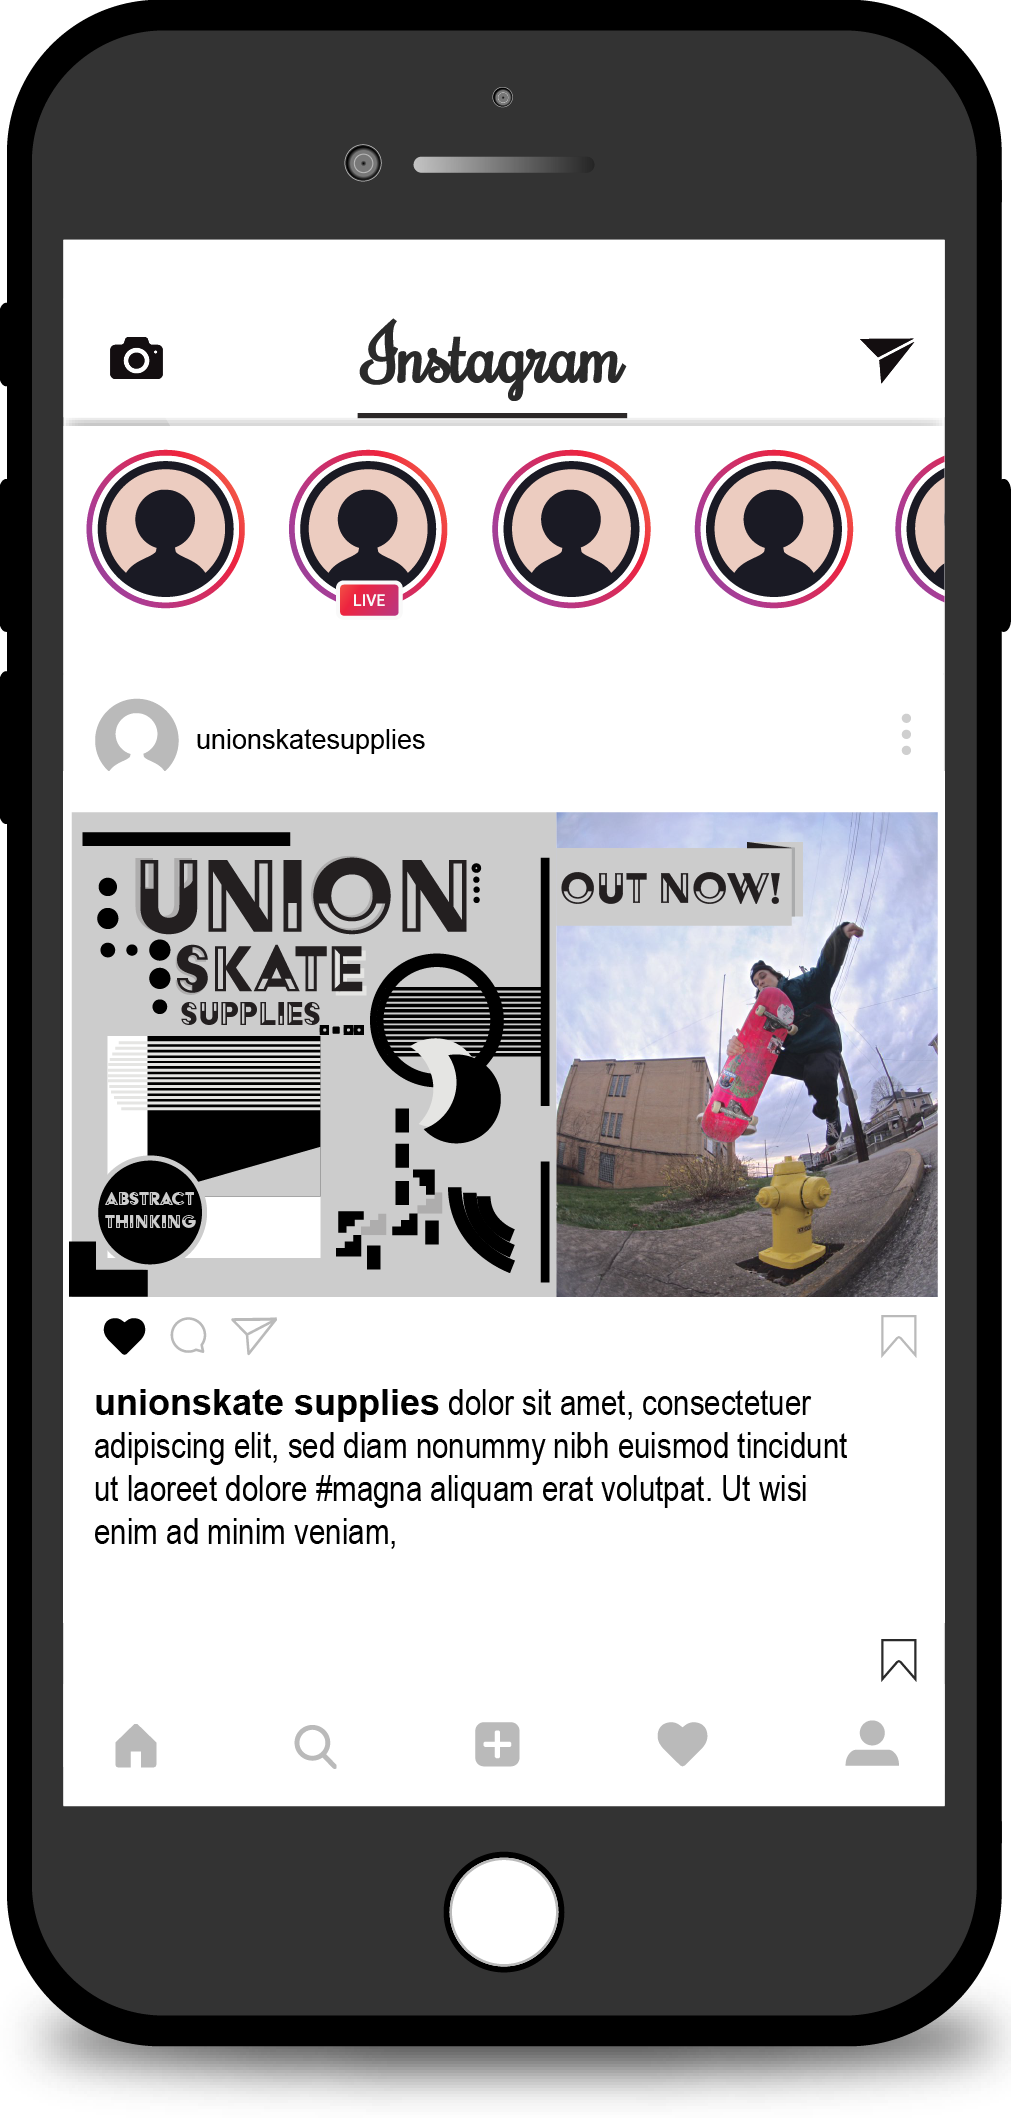 Instagram
LIVE
unionskatesupplies
UNION
SKATE
SUPPLIES
OUT NOW!
ABSTRACT
THINKING
unionskate supplies dolor sit amet, consectetuer
adipiscing elit, sed diam nonummy nibh euismod tincidunt
ut laoreet dolore #magna aliquam erat volutpat. Ut wisi
enim ad minim veniam,